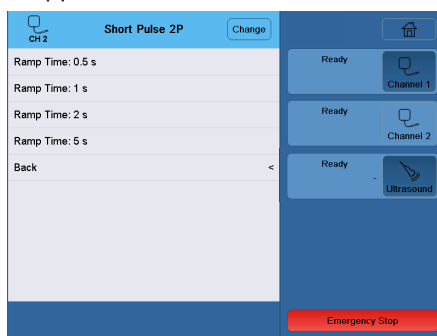 CH 2
Short Pulse 2P
Change
Ramp Time: 0.5 s
Ramp Time: 1 s
Ramp Time: 2 s
Ramp Time: 5 s
Back <
Ready
Channel 1
Ready
Channel 2
Ready
-
Ultrasound
Emergency Stop